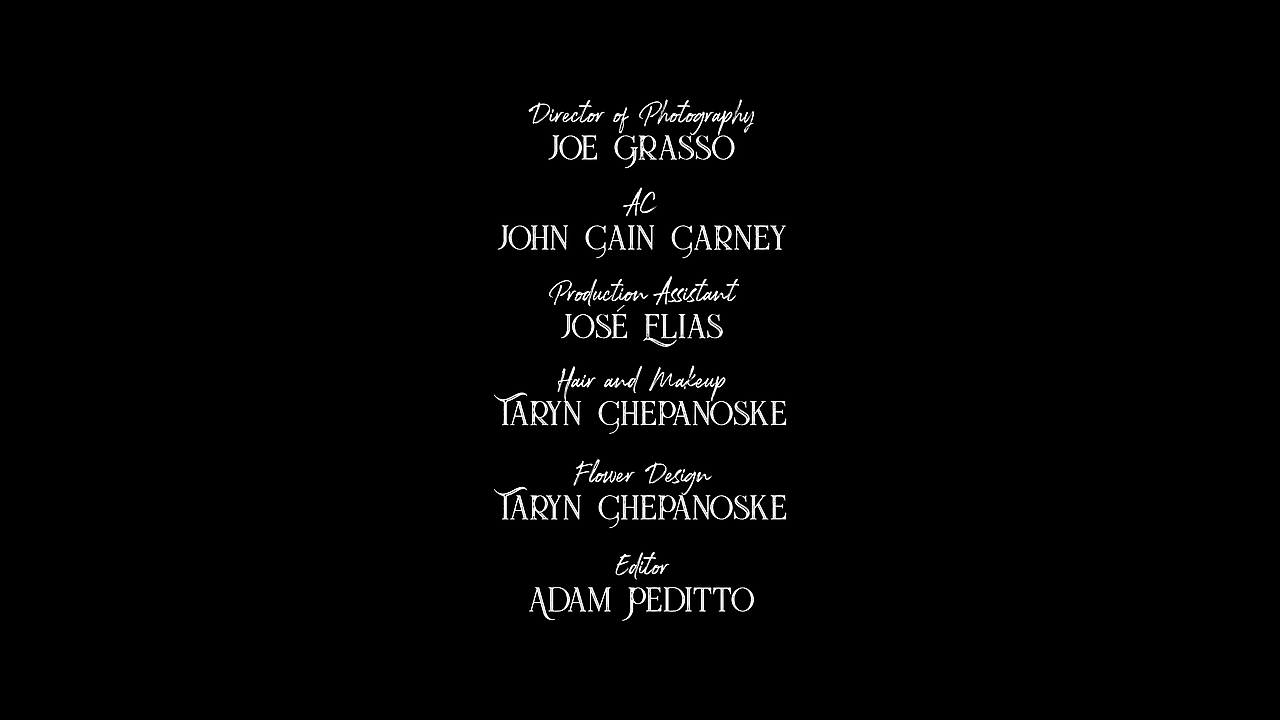 Director of Photography
JOE GRASSO
AC
JOHN CAIN CARNEY
Production Assistant
JOSÉ ELIAS
Hair and Makeup
TARYN CHEPANOSKE
Flower Design
TARYN CHEPANOSKE
Editor
ADAM PEDITTO